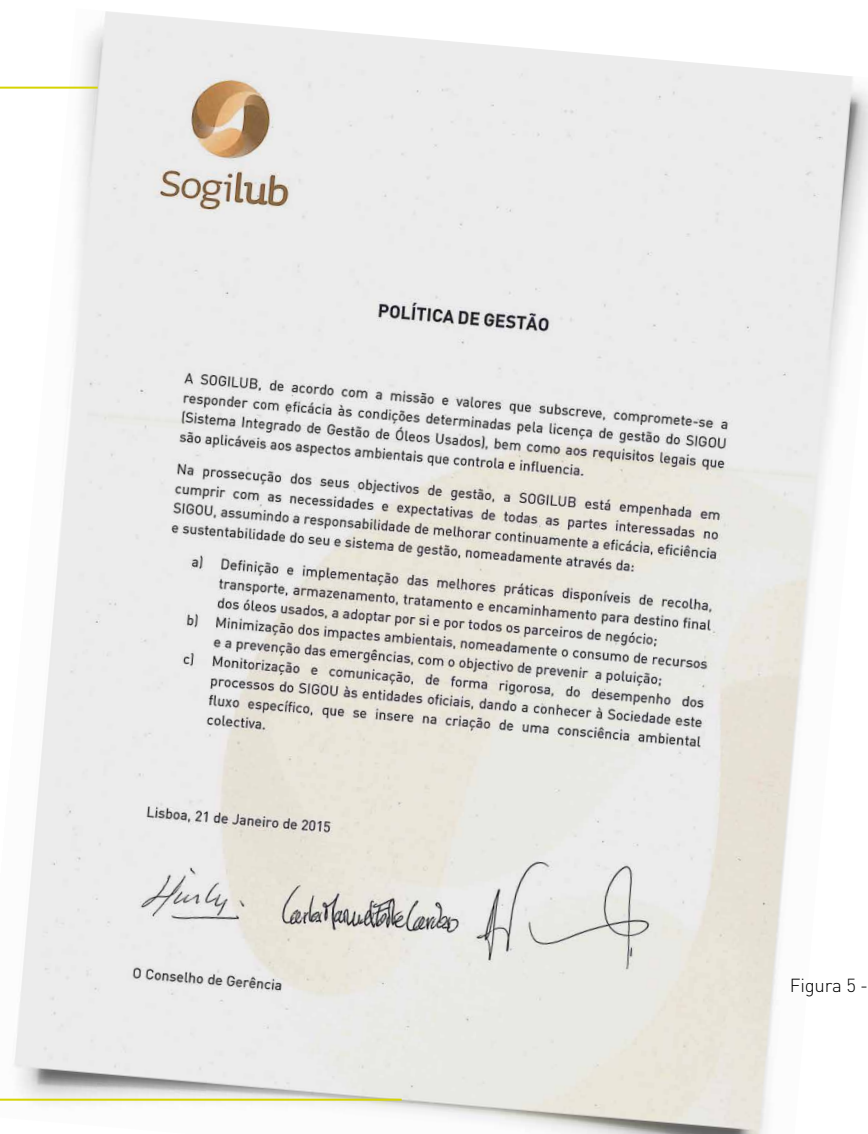 Sogilub
POLÍTICA DE GESTÃO
A SOGILUB, de acordo com a missão e valores que subscreve, compromete-se a
responder com eficácia às condições determinadas pela licença de gestão do SIGOU
(Sistema Integrado de Gestão de Óleos Usados), bem como aos requisitos legais que
são aplicáveis aos aspectos ambientais que controla e influencia.
Na prossecução dos seus objectivos de gestão, a SOGILUB está empenhada em
cumprir com as necessidades e expectativas de todas as partes interessadas no
SIGOU, assumindo a responsabilidade de melhorar continuamente a eficácia, eficiência
e sustentabilidade do seu e sistema de gestão, nomeadamente através da:
a) Definição e implementação das melhores práticas disponíveis de recolha,
transporte, armazenamento, tratamento e encaminhamento para destino final
dos óleos usados, a adoptar por si e por todos os parceiros de negócio;
b) Minimização dos impactes ambientais, nomeadamente o consumo de recursos
e a prevenção das emergências, com o objectivo de prevenir a poluição;
c) Monitorização e comunicação, de forma rigorosa, do desempenho dos
processos do SIGOU às entidades oficiais, dando a conhecer à Sociedade este
fluxo específico, que se insere na criação de uma consciência ambiental
colectiva.
Lisboa, 21 de Janeiro de 2015
O Conselho de Gerência
Figura 5 -